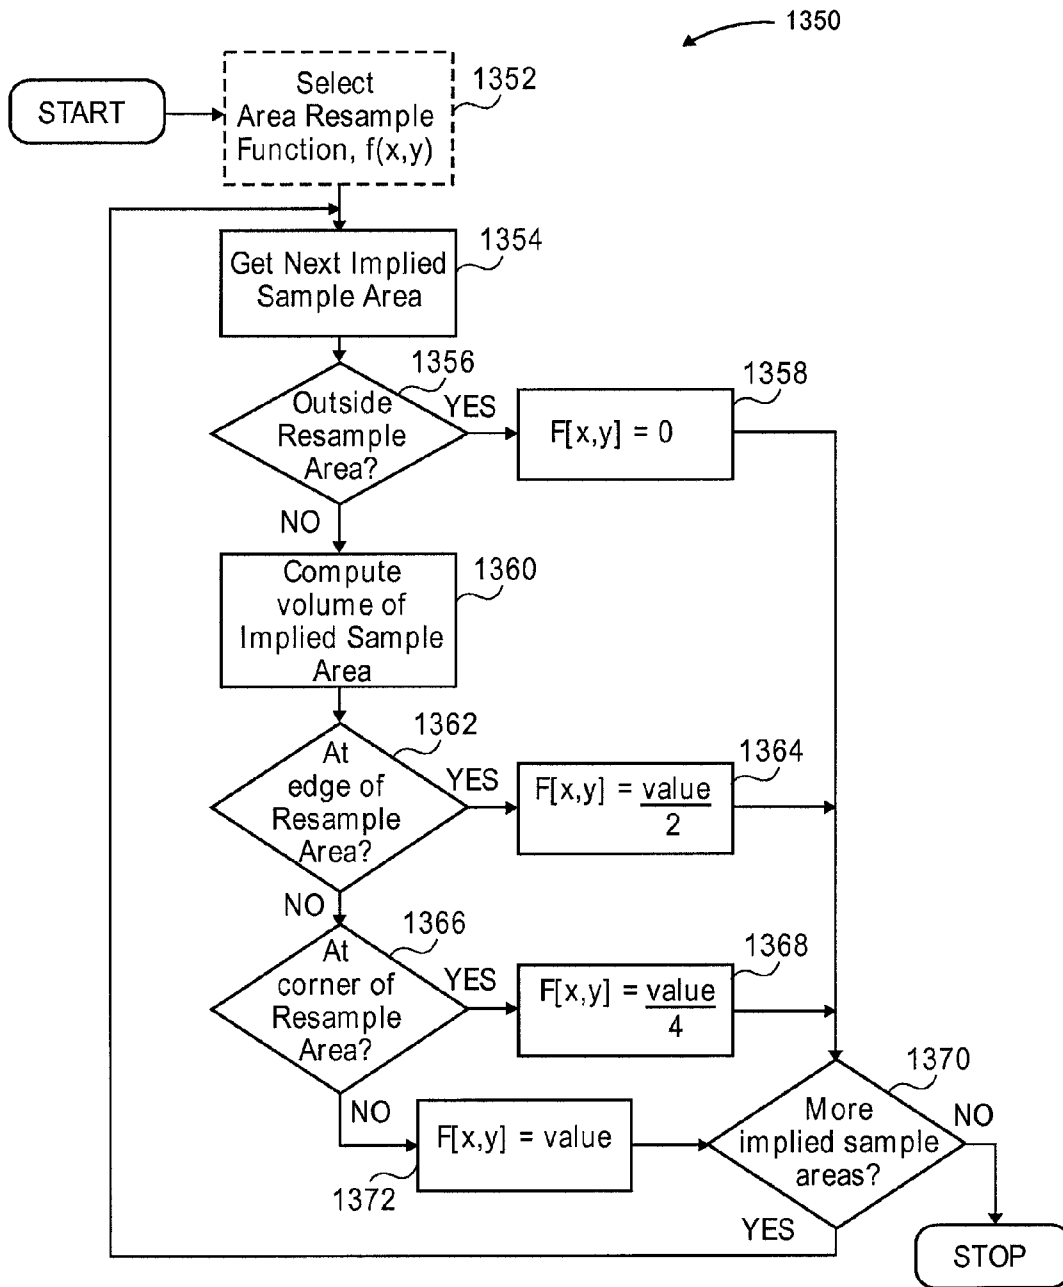 1350
START
Select
Area Resample
Function, f(x,y)
1352
Get Next Implied
Sample Area
1354
Outside
Resample
Area?
1356
YES
F[x,y] = 0
1358
NO
Compute
volume of
Implied Sample
Area
1360
At
edge of
Resample
Area?
1362
YES
F[x,y] = value
2
1364
NO
At
corner of
Resample
Area?
1366
YES
F[x,y] = value
4
1368
NO
F[x,y] = value
1372
More
implied sample
areas?
1370
NO
YES
STOP